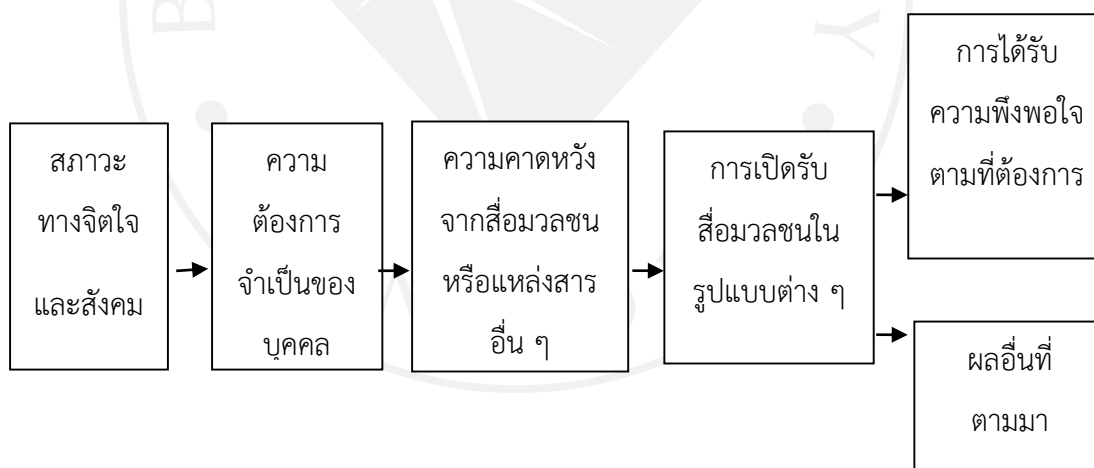 สภาวะ
ทางจิตใจ
และสังคม
ความ
ต้องการ
จำเป็นของ
บุคคล
ความคาดหวัง
จากสื่อมวลชน
หรือแหล่งสาร
อื่น ๆ
การเปิดรับ
สื่อมวลชนใน
รูปแบบต่าง ๆ
การได้รับ
ความพึงพอใจ
ตามที่ต้องการ
ผลอื่นที่
ตามมา